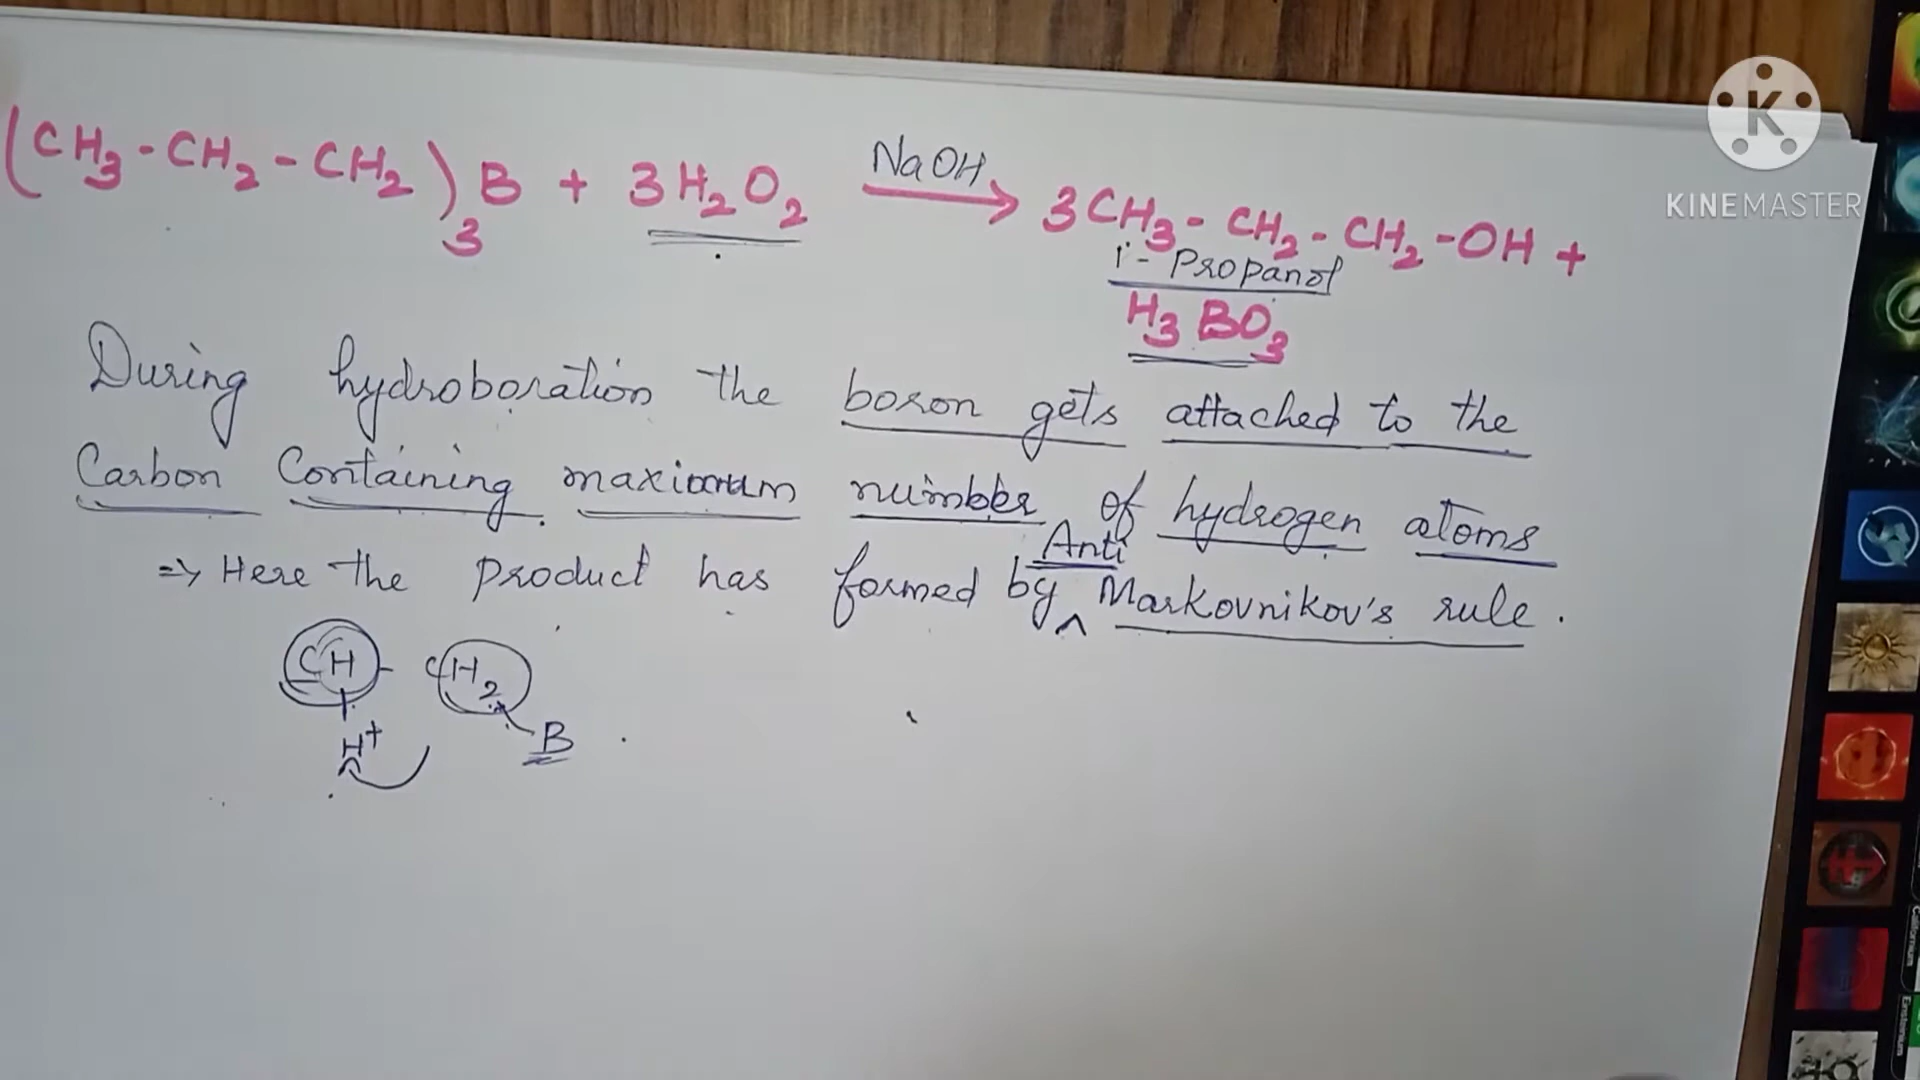 (CH₃-CH₂-CH₂)₃B + 3H₂O₂ NaOH→ 3CH₃-CH₂-CH₂-OH +
1-Propanol
H₃BO₃
During hydroboration the boron gets attached to the
Carbon Containing maximum number of hydrogen atoms
⇒ Here the product has formed by ^ Anti Markovnikov's rule.
CH - CH₂
H⁺ B
K
KINEMASTER
Californium
Einsteinium